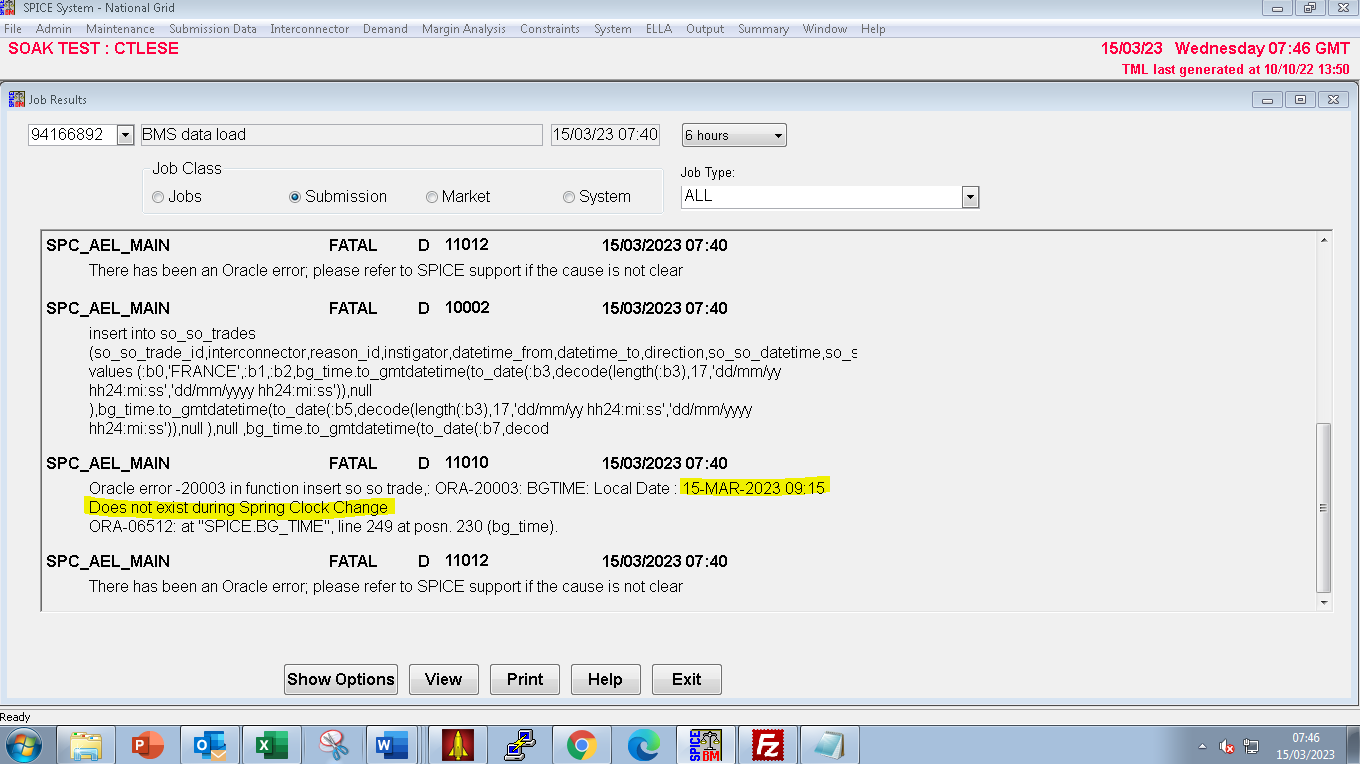 SPICE System - National Grid
File Admin Maintenance Submission Data Interconnector Demand Margin Analysis Constraints System ELLA Output Summary Window Help
SOAK TEST : CTLESE 15/03/23 Wednesday 07:46 GMT
TML last generated at 10/10/22 13:50
Job Results
94166892 BMS data load 15/03/23 07:40 6 hours
Job Class
Job Type:
Jobs Submission Market System ALL
SPC_AEL_MAIN FATAL D 11012 15/03/2023 07:40
There has been an Oracle error; please refer to SPICE support if the cause is not clear
SPC_AEL_MAIN FATAL D 10002 15/03/2023 07:40
insert into so_so_trades
(so_so_trade_id,interconnector,reason_id,instigator,datetime_from,datetime_to,direction,so_so_datetime,so_s
values (:b0,'FRANCE',:b1,:b2,bg_time.to_gmtdatetime(to_date(:b3,decode(length(:b3),17,'dd/mm/yy
hh24:mi:ss','dd/mm/yyyy hh24:mi:ss')),null
),bg_time.to_gmtdatetime(to_date(:b5,decode(length(:b3),17,'dd/mm/yy hh24:mi:ss','dd/mm/yyyy
hh24:mi:ss')),null ),null ,bg_time.to_gmtdatetime(to_date(:b7,decod
SPC_AEL_MAIN FATAL D 11010 15/03/2023 07:40
Oracle error -20003 in function insert so so trade,: ORA-20003: BGTIME: Local Date : 15-MAR-2023 09:15
Does not exist during Spring Clock Change
ORA-06512: at "SPICE.BG_TIME", line 249 at posn. 230 (bg_time).
SPC_AEL_MAIN FATAL D 11012 15/03/2023 07:40
There has been an Oracle error; please refer to SPICE support if the cause is not clear
Show Options View Print Help Exit
Ready
07:46
15/03/2023